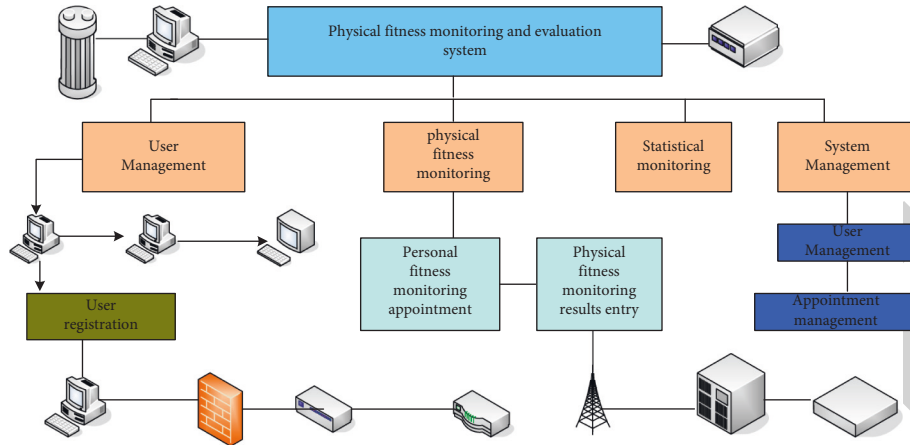 Physical fitness monitoring and evaluation
system
User
Management
physical
fitness
monitoring
Statistical
monitoring
System
Management
User
Management
Personal
fitness
monitoring
appointment
Physical
fitness
monitoring
results entry
Appointment
management
User
registration